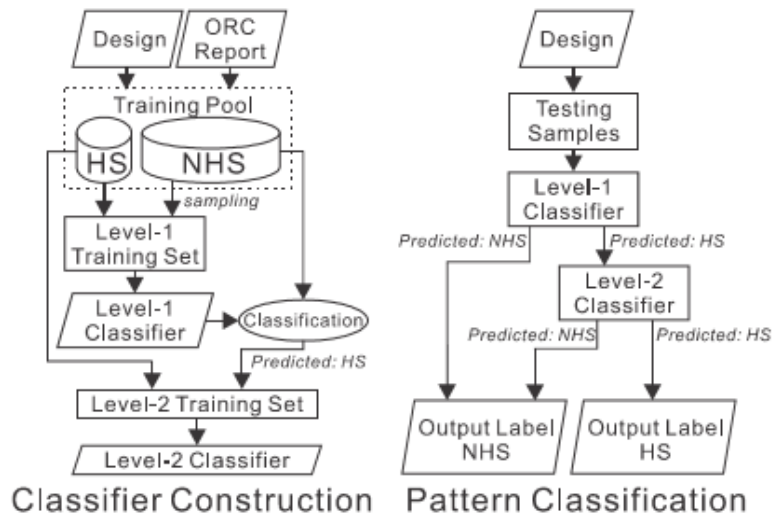 Design
ORC
Report
Training Pool
HS
NHS
sampling
Level-1
Training Set
Level-1
Classifier
Classification
Predicted: HS
Level-2 Training Set
Level-2 Classifier
Classifier Construction
Design
Testing
Samples
Level-1
Classifier
Predicted: NHS
Predicted: HS
Level-2
Classifier
Predicted: NHS
Predicted: HS
Output Label
NHS
Output Label
HS
Pattern Classification